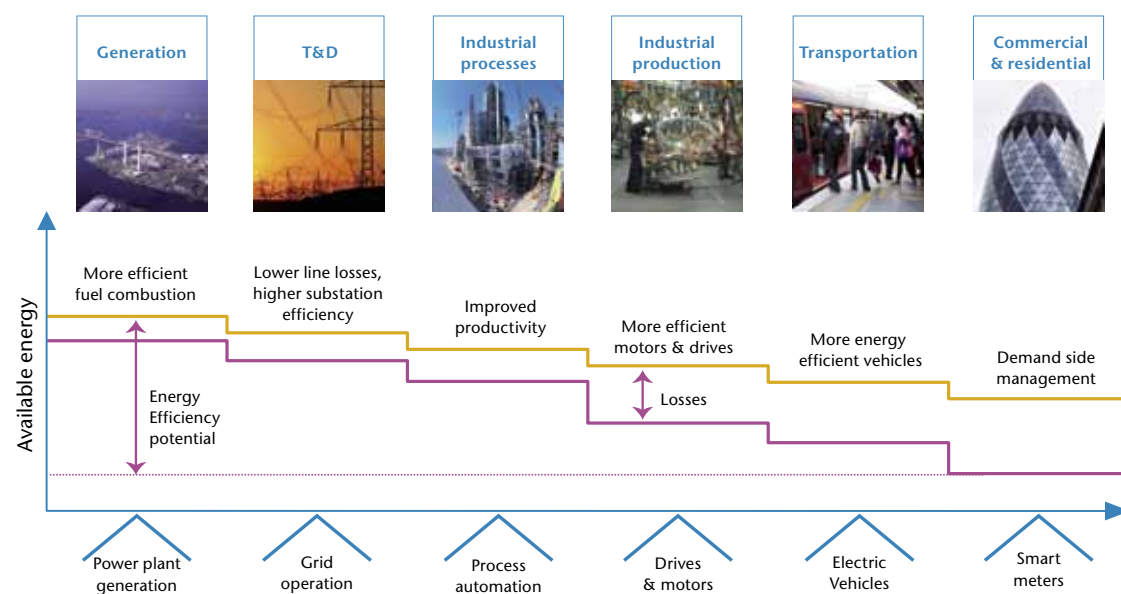 Generation
T&D
Industrial
processes
Industrial
production
Transportation
Commercial
& residential
Available energy
More efficient
fuel combustion
Lower line losses,
higher substation
efficiency
Improved
productivity
More efficient
motors & drives
More energy
efficient vehicles
Demand side
management
Energy
Efficiency
potential
Losses
Power plant
generation
Grid
operation
Process
automation
Drives
& motors
Electric
Vehicles
Smart
meters